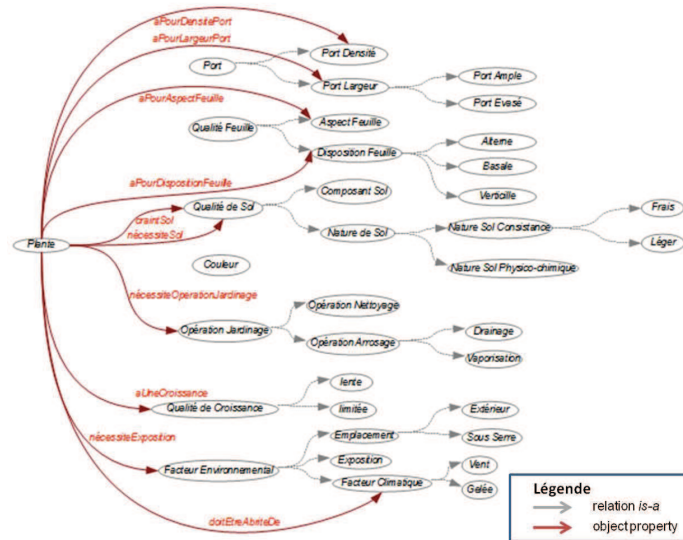 aPourDensitePort
aPourLargeurPort
Port Densité
Port
Port Largeur
Port Ample
Port Evasé
aPourAspectFeuille
Aspect Feuille
Qualité Feuille
Disposition Feuille
Alterne
Basale
Verticille
aPourDispositionFeuille
Composant Sol
Qualité de Sol
craintSol
nécessiteSol
Plante
Nature de Sol
Nature Sol Consistance
Frais
Léger
Nature Sol Physico-chimique
Couleur
nécessiteOperationJardinage
Opération Nettoyage
Opération Jardinage
Opération Arrosage
Drainage
Vaporisation
aUneCroissance
lente
Qualité de Croissance
limitée
nécessiteExposition
Emplacement
Extérieur
Sous Serre
Exposition
Facteur Environnemental
Facteur Climatique
Vent
Gelée
doitEtreAbriteDe
Légende
relation is-a
object property